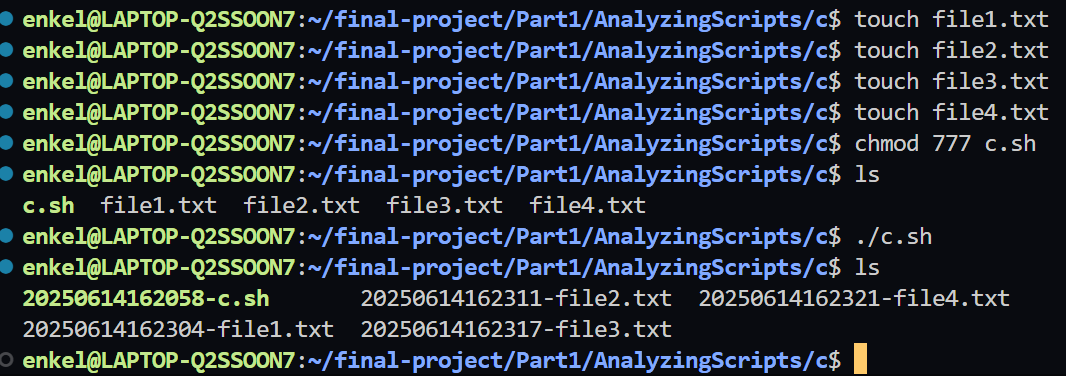 enkel@LAPTOP-Q2SSOON7:~/final-project/Part1/AnalyzingScripts/c$ touch file1.txt
enkel@LAPTOP-Q2SSOON7:~/final-project/Part1/AnalyzingScripts/c$ touch file2.txt
enkel@LAPTOP-Q2SSOON7:~/final-project/Part1/AnalyzingScripts/c$ touch file3.txt
enkel@LAPTOP-Q2SSOON7:~/final-project/Part1/AnalyzingScripts/c$ touch file4.txt
enkel@LAPTOP-Q2SSOON7:~/final-project/Part1/AnalyzingScripts/c$ chmod 777 c.sh
enkel@LAPTOP-Q2SSOON7:~/final-project/Part1/AnalyzingScripts/c$ ls
c.sh  file1.txt  file2.txt  file3.txt  file4.txt
enkel@LAPTOP-Q2SSOON7:~/final-project/Part1/AnalyzingScripts/c$ ./c.sh
enkel@LAPTOP-Q2SSOON7:~/final-project/Part1/AnalyzingScripts/c$ ls
20250614162058-c.sh       20250614162311-file2.txt  20250614162321-file4.txt
20250614162304-file1.txt  20250614162317-file3.txt
enkel@LAPTOP-Q2SSOON7:~/final-project/Part1/AnalyzingScripts/c$